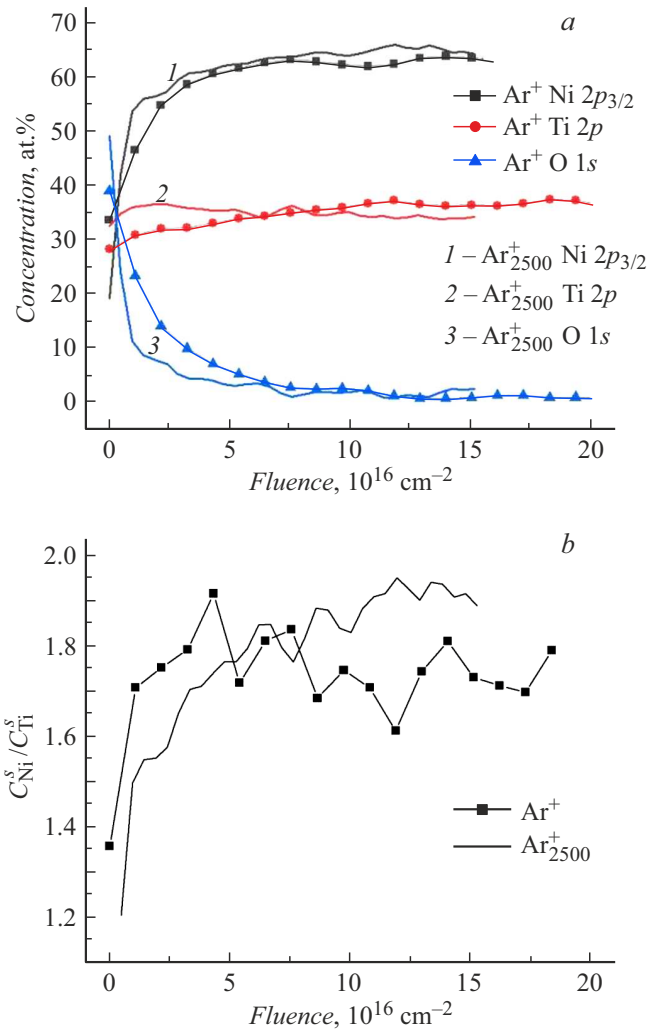 a
70
60
50
40
30
20
10
0
Concentration, at.%
1
2
3
Ar⁺ Ni 2p₃/₂
Ar⁺ Ti 2p
Ar⁺ O 1s
1 – Ar⁺₂₅₀₀ Ni 2p₃/₂
2 – Ar⁺₂₅₀₀ Ti 2p
3 – Ar⁺₂₅₀₀ O 1s
0 5 10 15 20
Fluence, 10¹⁶ cm⁻²
b
2.0
1.8
1.6
1.4
1.2
Cˢ_Ni/Cˢ_Ti
Ar⁺
Ar⁺₂₅₀₀
0 5 10 15 20
Fluence, 10¹⁶ cm⁻²